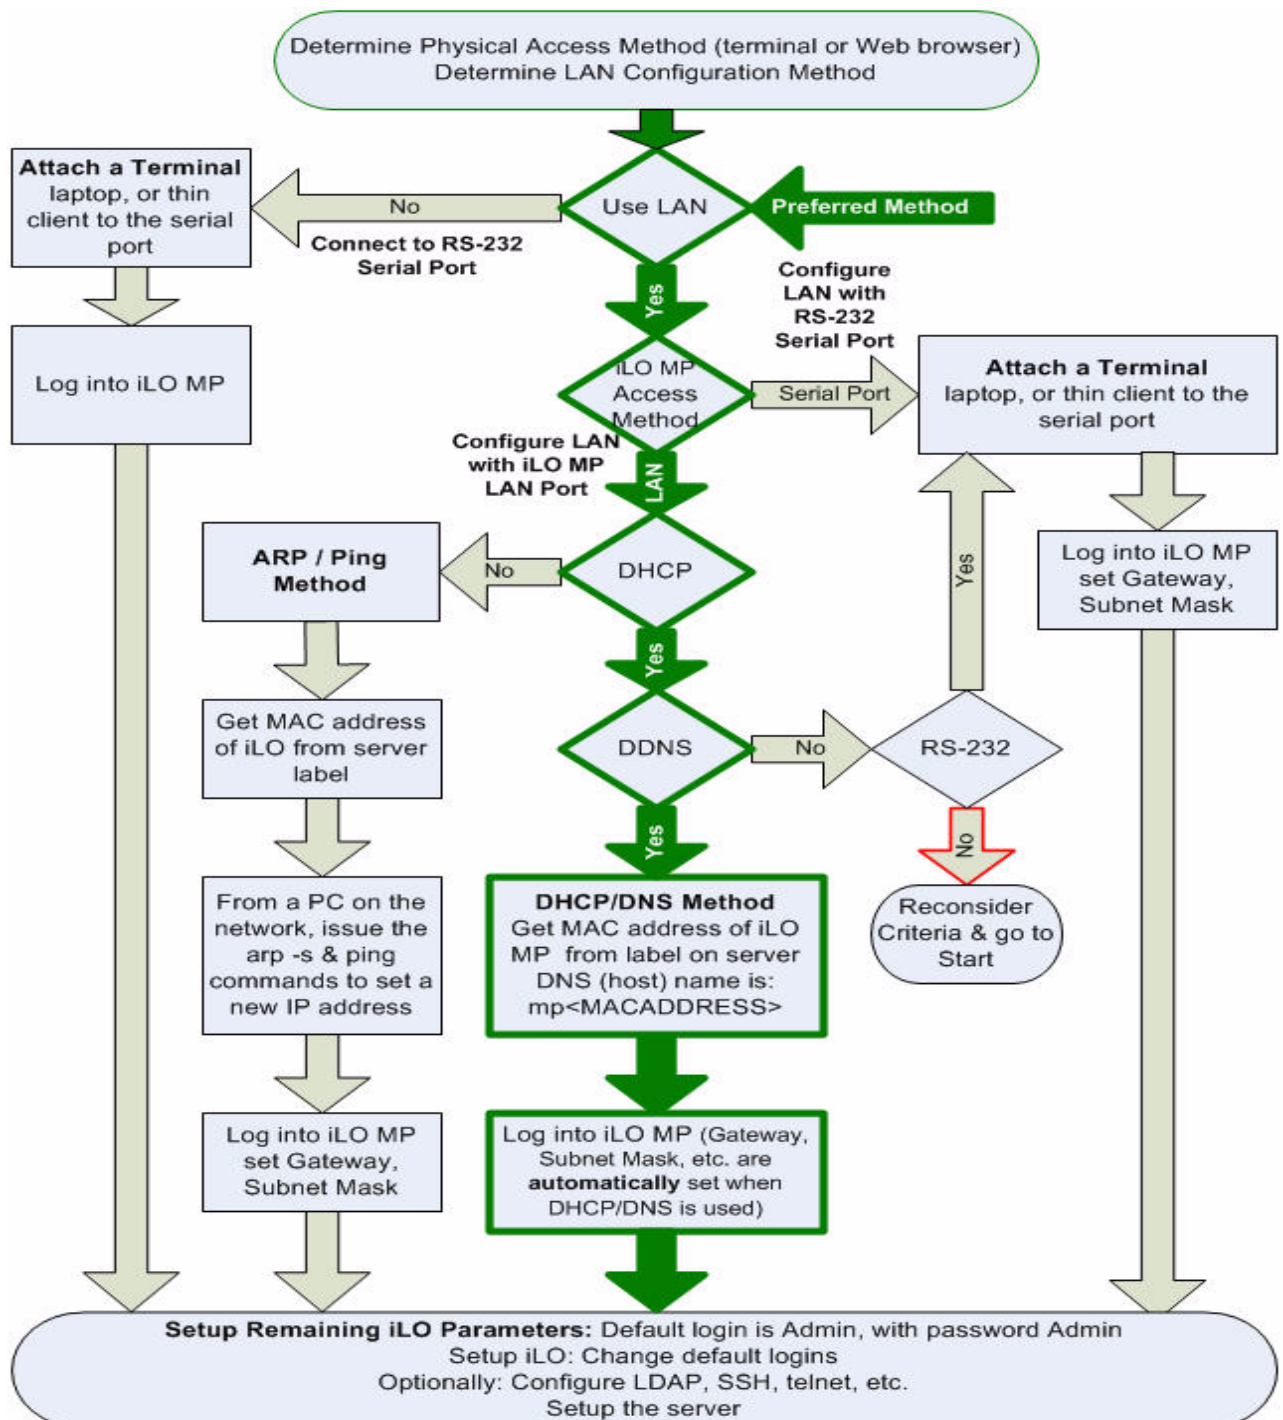 Determine Physical Access Method (terminal or Web browser)
Determine LAN Configuration Method
Attach a Terminal
laptop, or thin
client to the serial
port
No
Use LAN
Preferred Method
Connect to RS-232
Serial Port
Yes
Configure
LAN with
RS-232
Serial Port
Log into iLO MP
iLO MP
Access
Method
Serial Port
Attach a Terminal
laptop, or thin client to the
serial port
Configure LAN
with iLO MP
LAN Port
LAN
ARP / Ping
Method
No
DHCP
Yes
Log into iLO MP
set Gateway,
Subnet Mask
Yes
Get MAC address
of iLO from server
label
DDNS
No
RS-232
Yes
No
From a PC on the
network, issue the
arp -s & ping
commands to set a
new IP address
DHCP/DNS Method
Get MAC address of iLO
MP from label on server
DNS (host) name is:
mp<MACADDRESS>
Reconsider
Criteria & go to
Start
Log into iLO MP
set Gateway,
Subnet Mask
Log into iLO MP (Gateway,
Subnet Mask, etc. are
automatically set when
DHCP/DNS is used)
Setup Remaining iLO Parameters: Default login is Admin, with password Admin
Setup iLO: Change default logins
Optionally: Configure LDAP, SSH, telnet, etc.
Setup the server